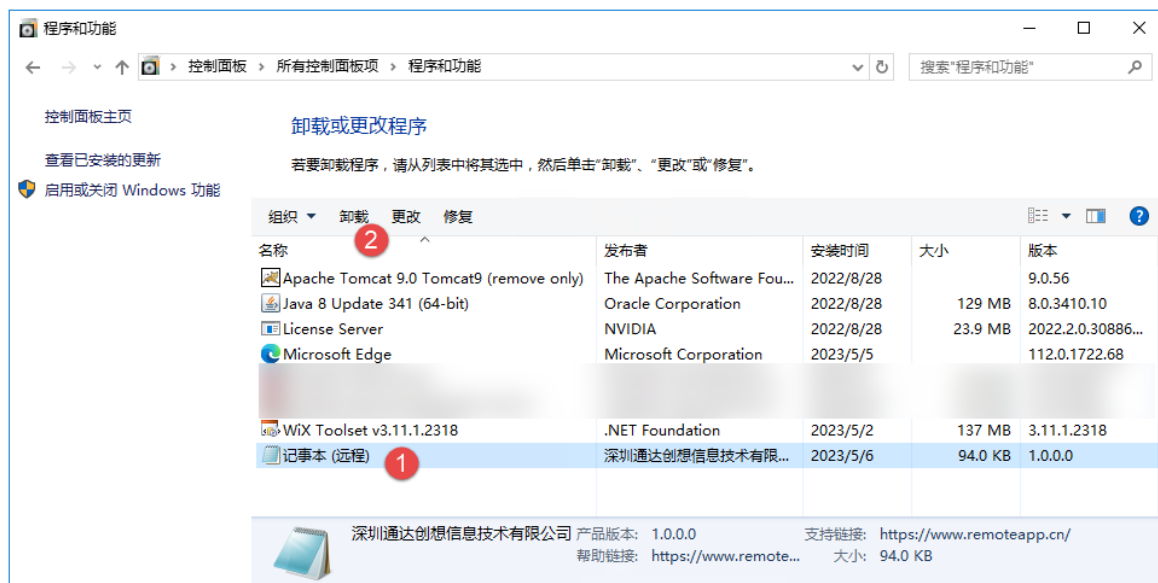 程序和功能
控制面板 › 所有控制面板项 › 程序和功能
搜索"程序和功能"
控制面板主页
查看已安装的更新
启用或关闭 Windows 功能
卸载或更改程序
若要卸载程序，请从列表中将其选中，然后单击“卸载”、“更改”或“修复”。
组织 卸载 更改 修复
2
名称 发布者 安装时间 大小 版本
Apache Tomcat 9.0 Tomcat9 (remove only) The Apache Software Fou... 2022/8/28 9.0.56
Java 8 Update 341 (64-bit) Oracle Corporation 2022/8/28 129 MB 8.0.3410.10
License Server NVIDIA 2022/8/28 23.9 MB 2022.2.0.30886...
Microsoft Edge Microsoft Corporation 2023/5/5 112.0.1722.68
WiX Toolset v3.11.1.2318 .NET Foundation 2023/5/2 137 MB 3.11.1.2318
记事本 (远程) 1 深圳通达创想信息技术有限... 2023/5/6 94.0 KB 1.0.0.0
深圳通达创想信息技术有限公司 产品版本: 1.0.0.0 支持链接: https://www.remoteapp.cn/
帮助链接: https://www.remote... 大小: 94.0 KB